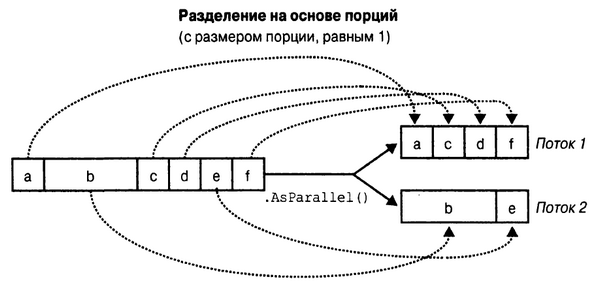 Разделение на основе порций
(с размером порции, равным 1)
a c d f Поток 1
a b c d e f
.AsParallel()
b e Поток 2